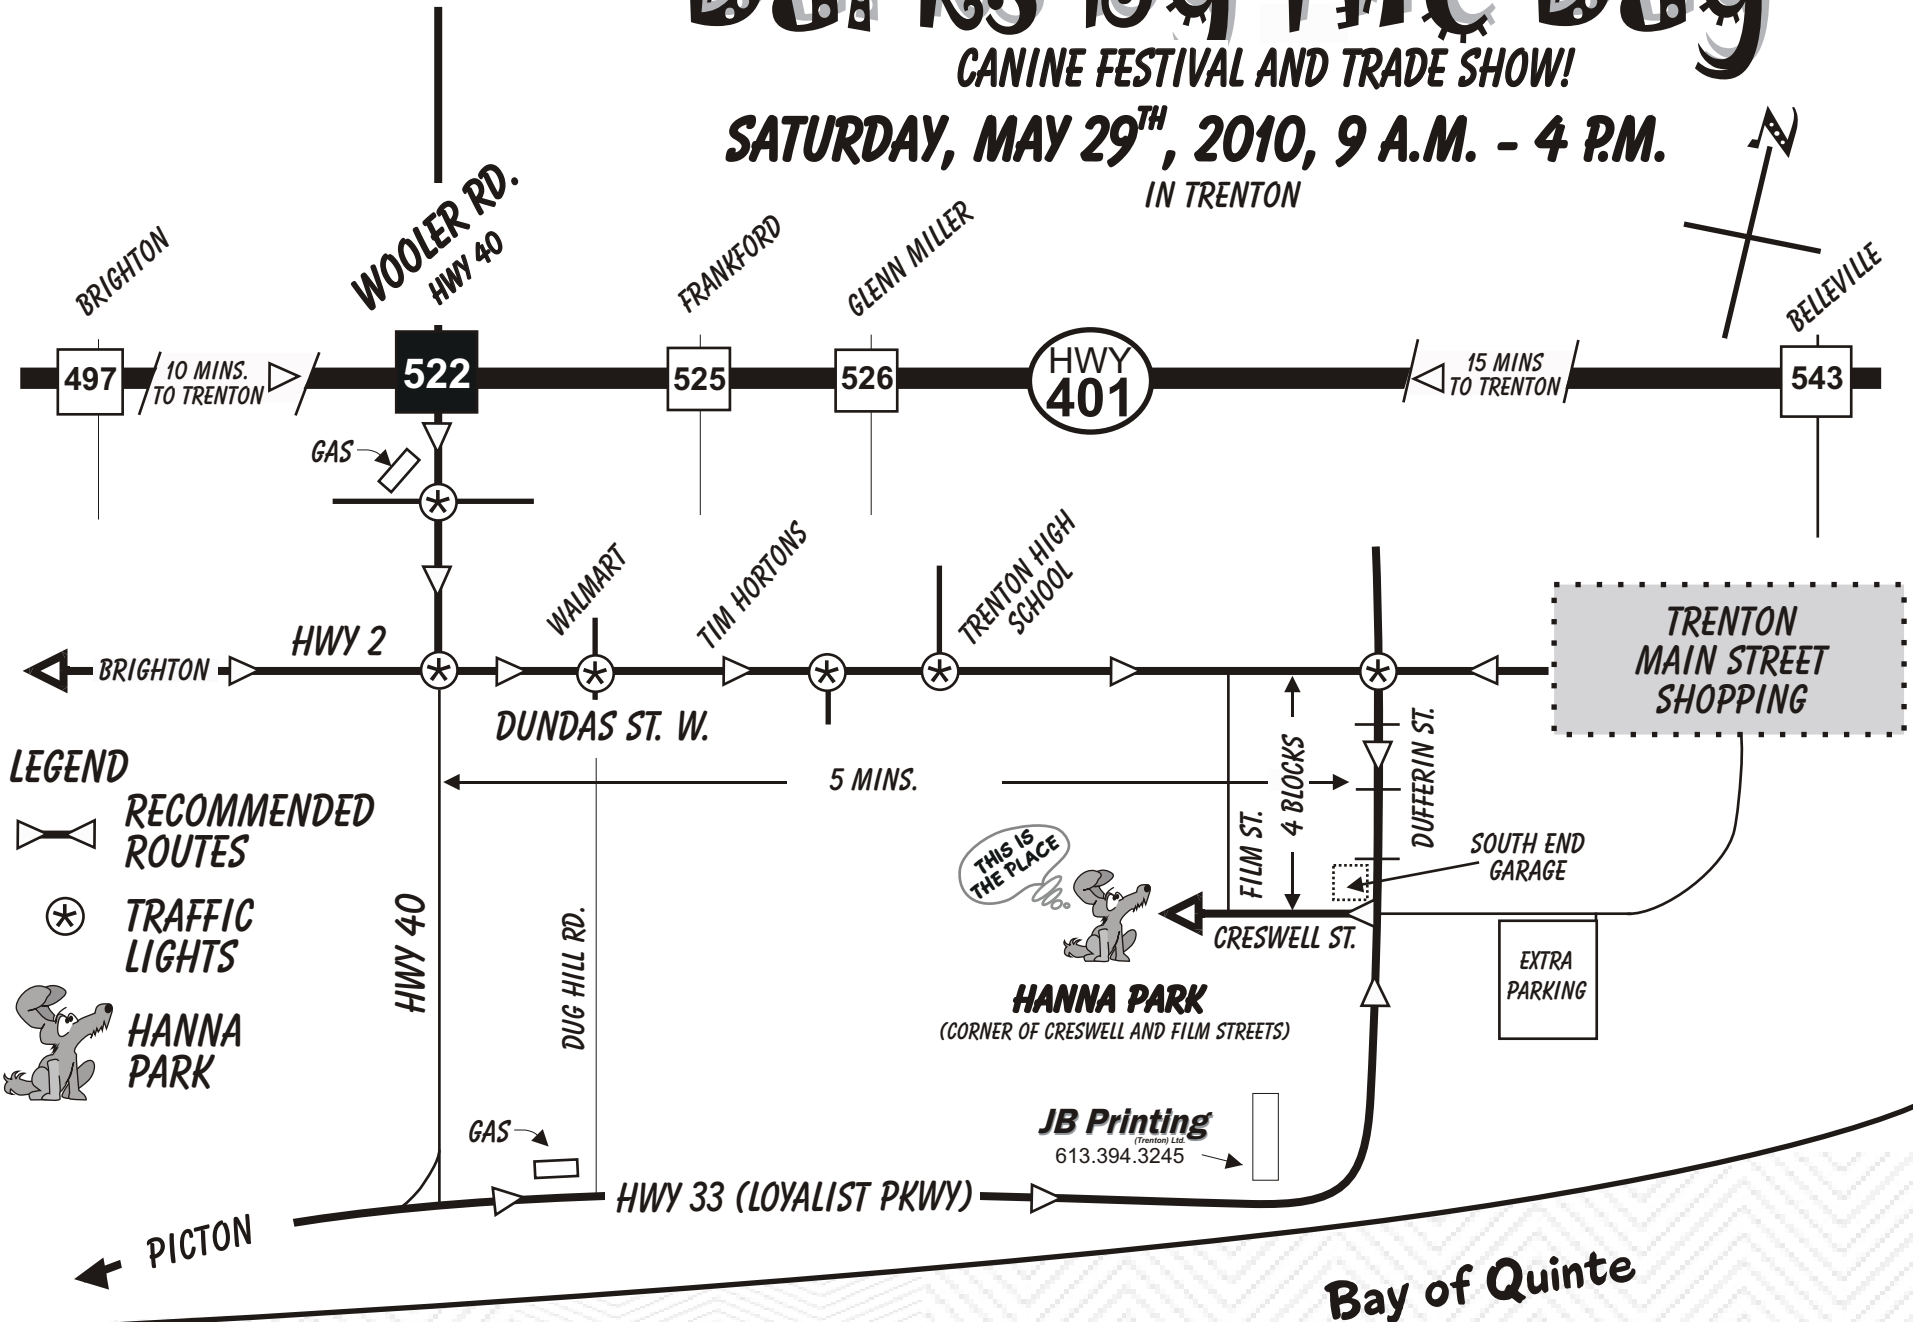 Barks by the Bay
CANINE FESTIVAL AND TRADE SHOW!
SATURDAY, MAY 29TH, 2010, 9 A.M. - 4 P.M.
IN TRENTON
N
BRIGHTON
WOOLER RD.
HWY 40
FRANKFORD
GLENN MILLER
BELLEVILLE
497
10 MINS.
TO TRENTON
522
525
526
HWY
401
15 MINS
TO TRENTON
543
GAS
WALMART
TIM HORTONS
TRENTON HIGH
SCHOOL
HWY 2
BRIGHTON
DUNDAS ST. W.
TRENTON
MAIN STREET
SHOPPING
LEGEND
RECOMMENDED
ROUTES
TRAFFIC
LIGHTS
HANNA
PARK
5 MINS.
4 BLOCKS
FILM ST.
DUFFERIN ST.
SOUTH END
GARAGE
THIS IS
THE PLACE
CRESWELL ST.
EXTRA
PARKING
HWY 40
DUG HILL RD.
HANNA PARK
(CORNER OF CRESWELL AND FILM STREETS)
JB Printing
(Trenton) Ltd.
613.394.3245
GAS
HWY 33 (LOYALIST PKWY)
PICTON
Bay of Quinte